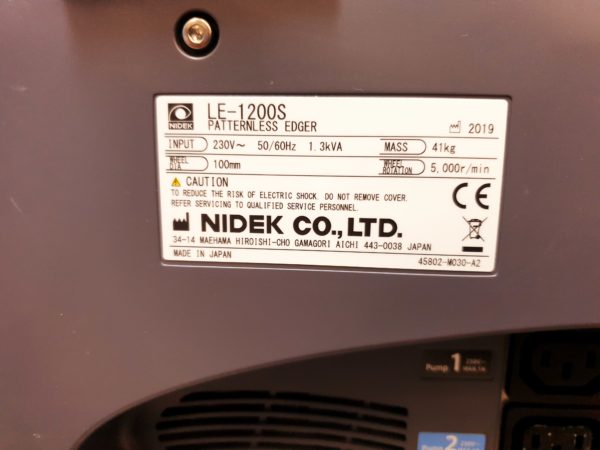 NIDEK
LE-1200S
PATTERNLESS EDGER
2019
INPUT 230V~ 50/60Hz 1.3kVA MASS 41kg
WHEEL DIA 100mm WHEEL ROTATION 5,000r/min
CAUTION
TO REDUCE THE RISK OF ELECTRIC SHOCK. DO NOT REMOVE COVER.
REFER SERVICING TO QUALIFIED SERVICE PERSONNEL.
CE
NIDEK CO.,LTD.
34-14 MAEHAMA HIROISHI-CHO GAMAGORI AICHI 443-0038 JAPAN
MADE IN JAPAN
45802-M030-A2
Pump 1 230V~
2